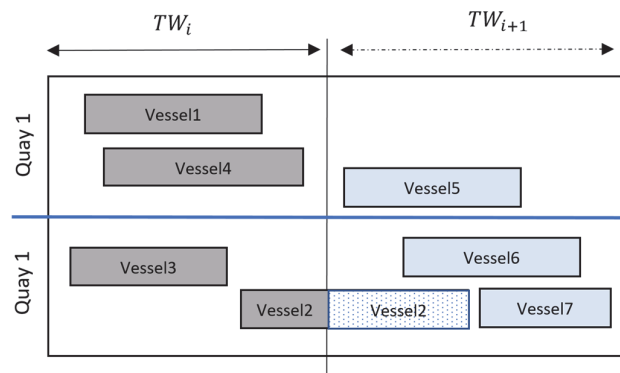 TW_i
TW_{i+1}
Quay 1
Vessel1
Vessel4
Vessel5
Quay 1
Vessel3
Vessel6
Vessel2
Vessel2
Vessel7